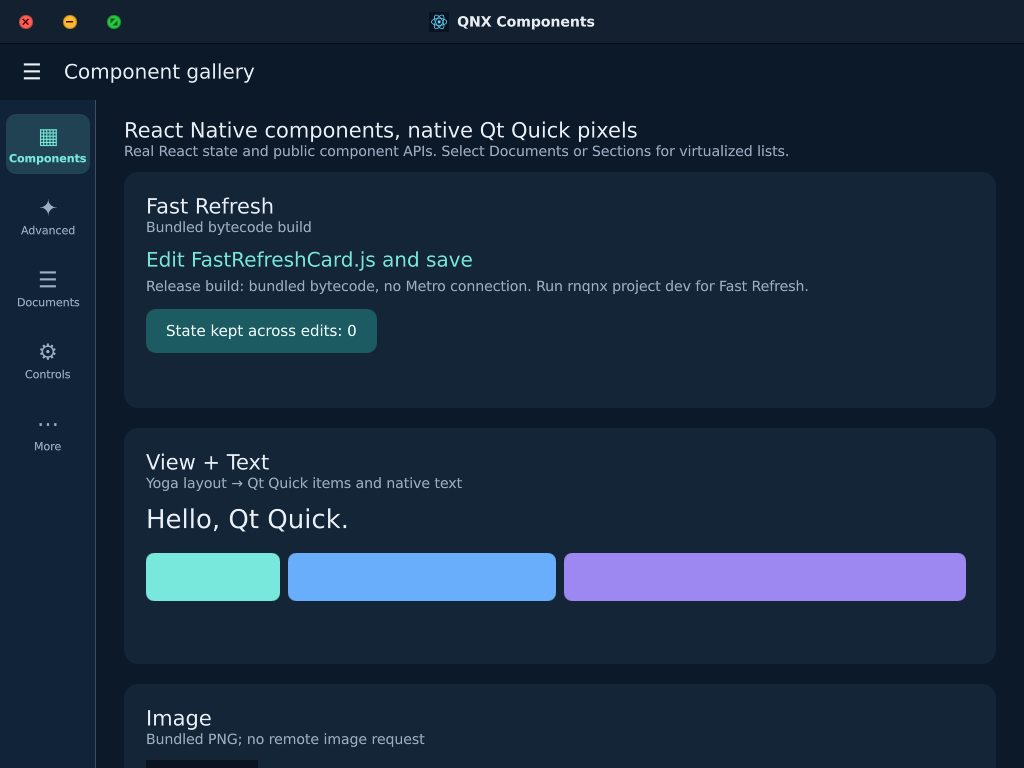 QNX Components
Component gallery
Components
Advanced
Documents
Controls
More
React Native components, native Qt Quick pixels
Real React state and public component APIs. Select Documents or Sections for virtualized lists.
Fast Refresh
Bundled bytecode build
Edit FastRefreshCard.js and save
Release build: bundled bytecode, no Metro connection. Run rnqnx project dev for Fast Refresh.
State kept across edits: 0
View + Text
Yoga layout → Qt Quick items and native text
Hello, Qt Quick.
Image
Bundled PNG; no remote image request